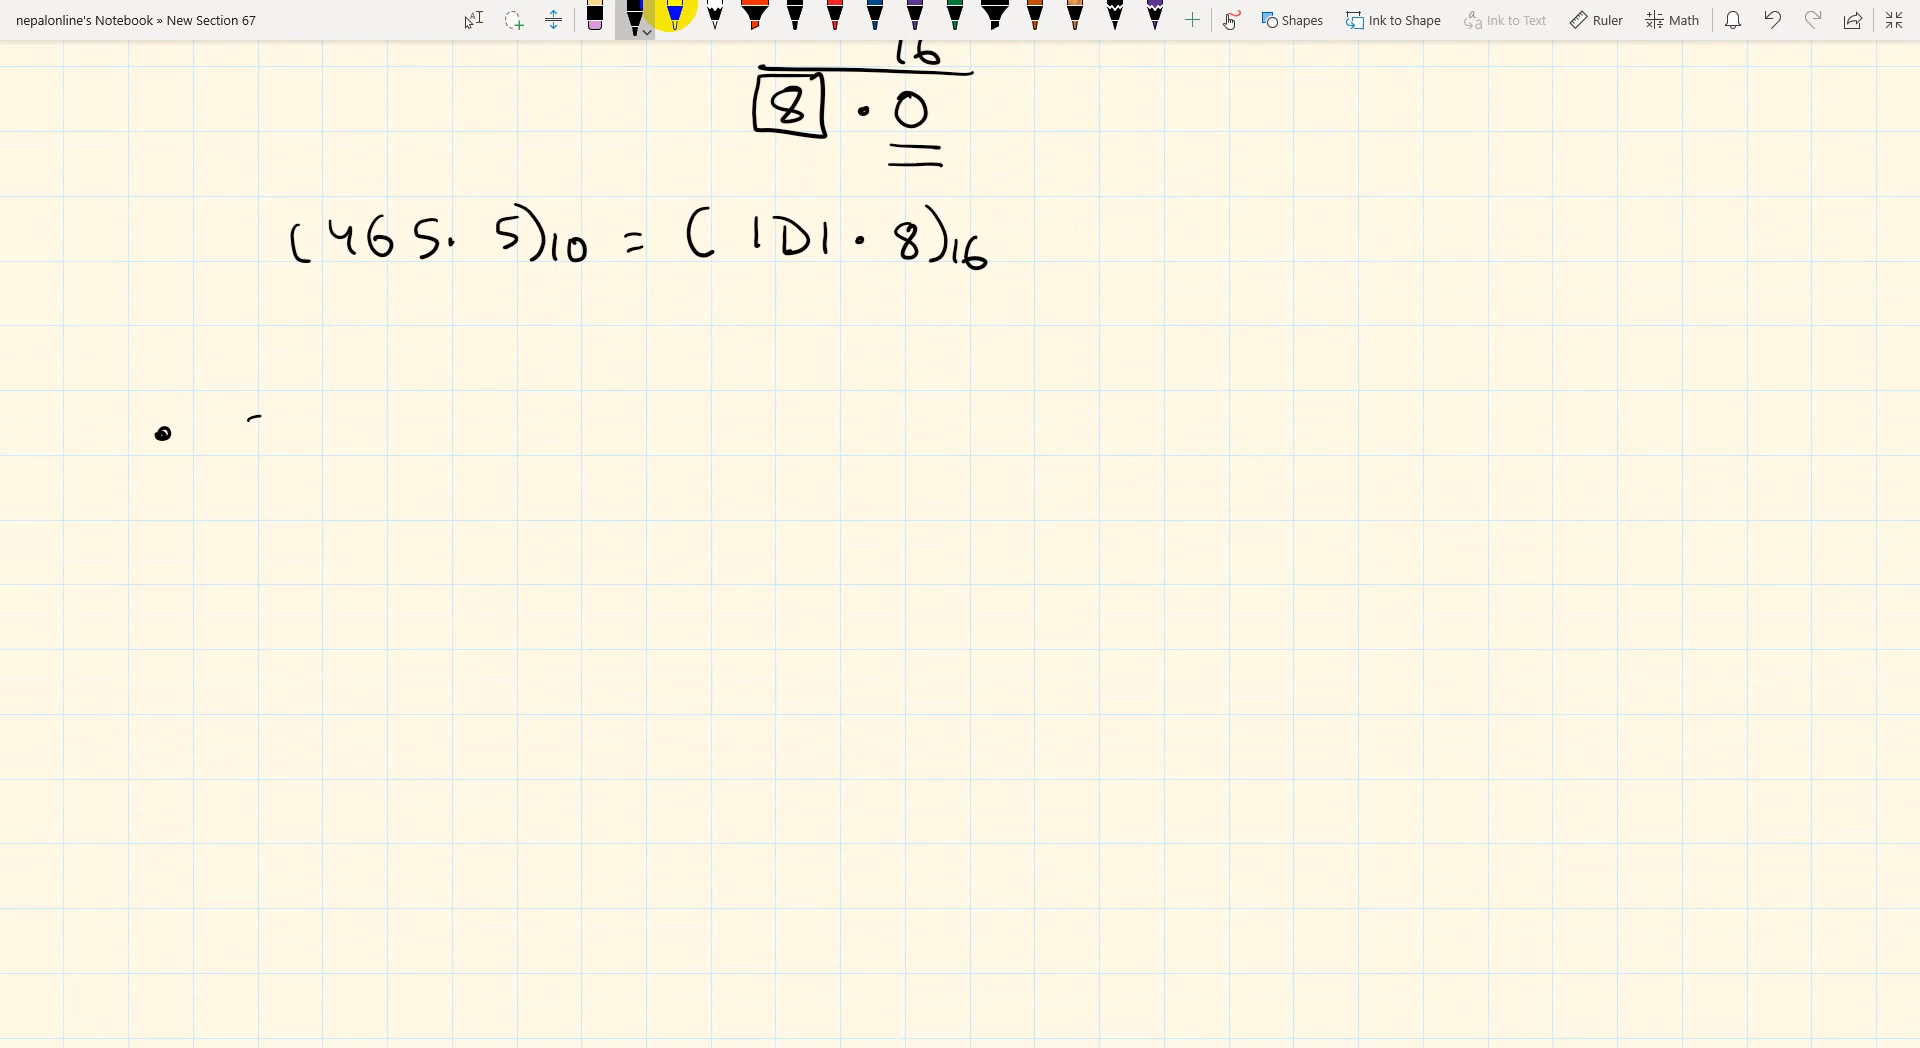 nepalonline's Notebook » New Section 67
Shapes Ink to Shape Ink to Text Ruler Math
16
8 . 0
(465.5)10 = (1D1.8)16